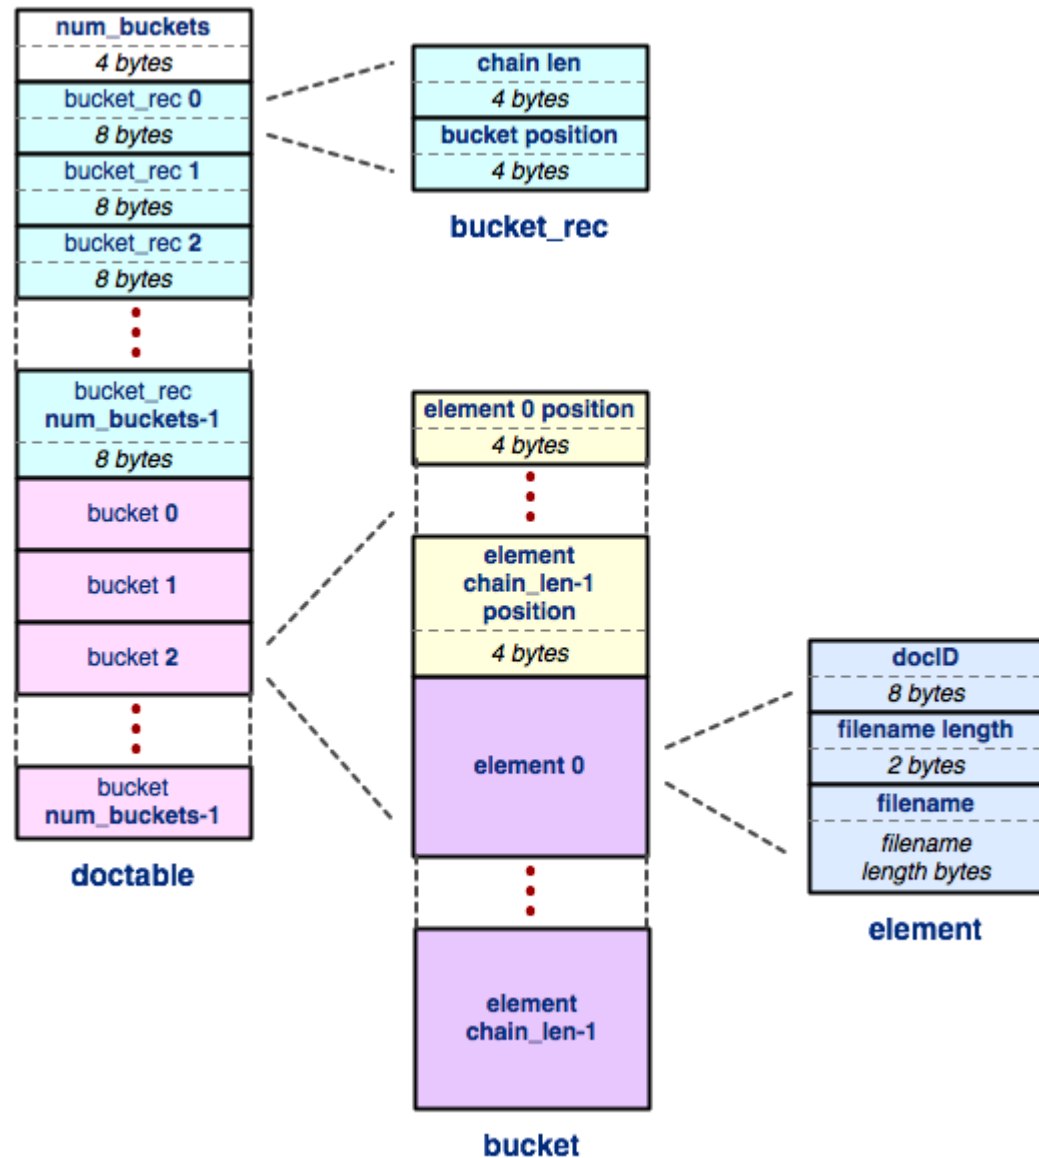 num_buckets
4 bytes
bucket_rec 0
8 bytes
bucket_rec 1
8 bytes
bucket_rec 2
8 bytes
bucket_rec
num_buckets-1
8 bytes
bucket 0
bucket 1
bucket 2
bucket
num_buckets-1
doctable
chain len
4 bytes
bucket position
4 bytes
bucket_rec
element 0 position
4 bytes
element
chain_len-1
position
4 bytes
element 0
element
chain_len-1
bucket
docID
8 bytes
filename length
2 bytes
filename
filename
length bytes
element